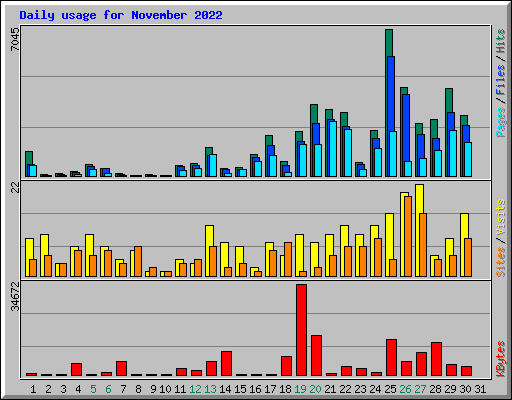 Daily usage for November 2022
7045
22
34672
Pages / Files / Hits
Sites / Visits
KBytes
1 2 3 4 5 6 7 8 9 10 11 12 13 14 15 16 17 18 19 20 21 22 23 24 25 26 27 28 29 30 31